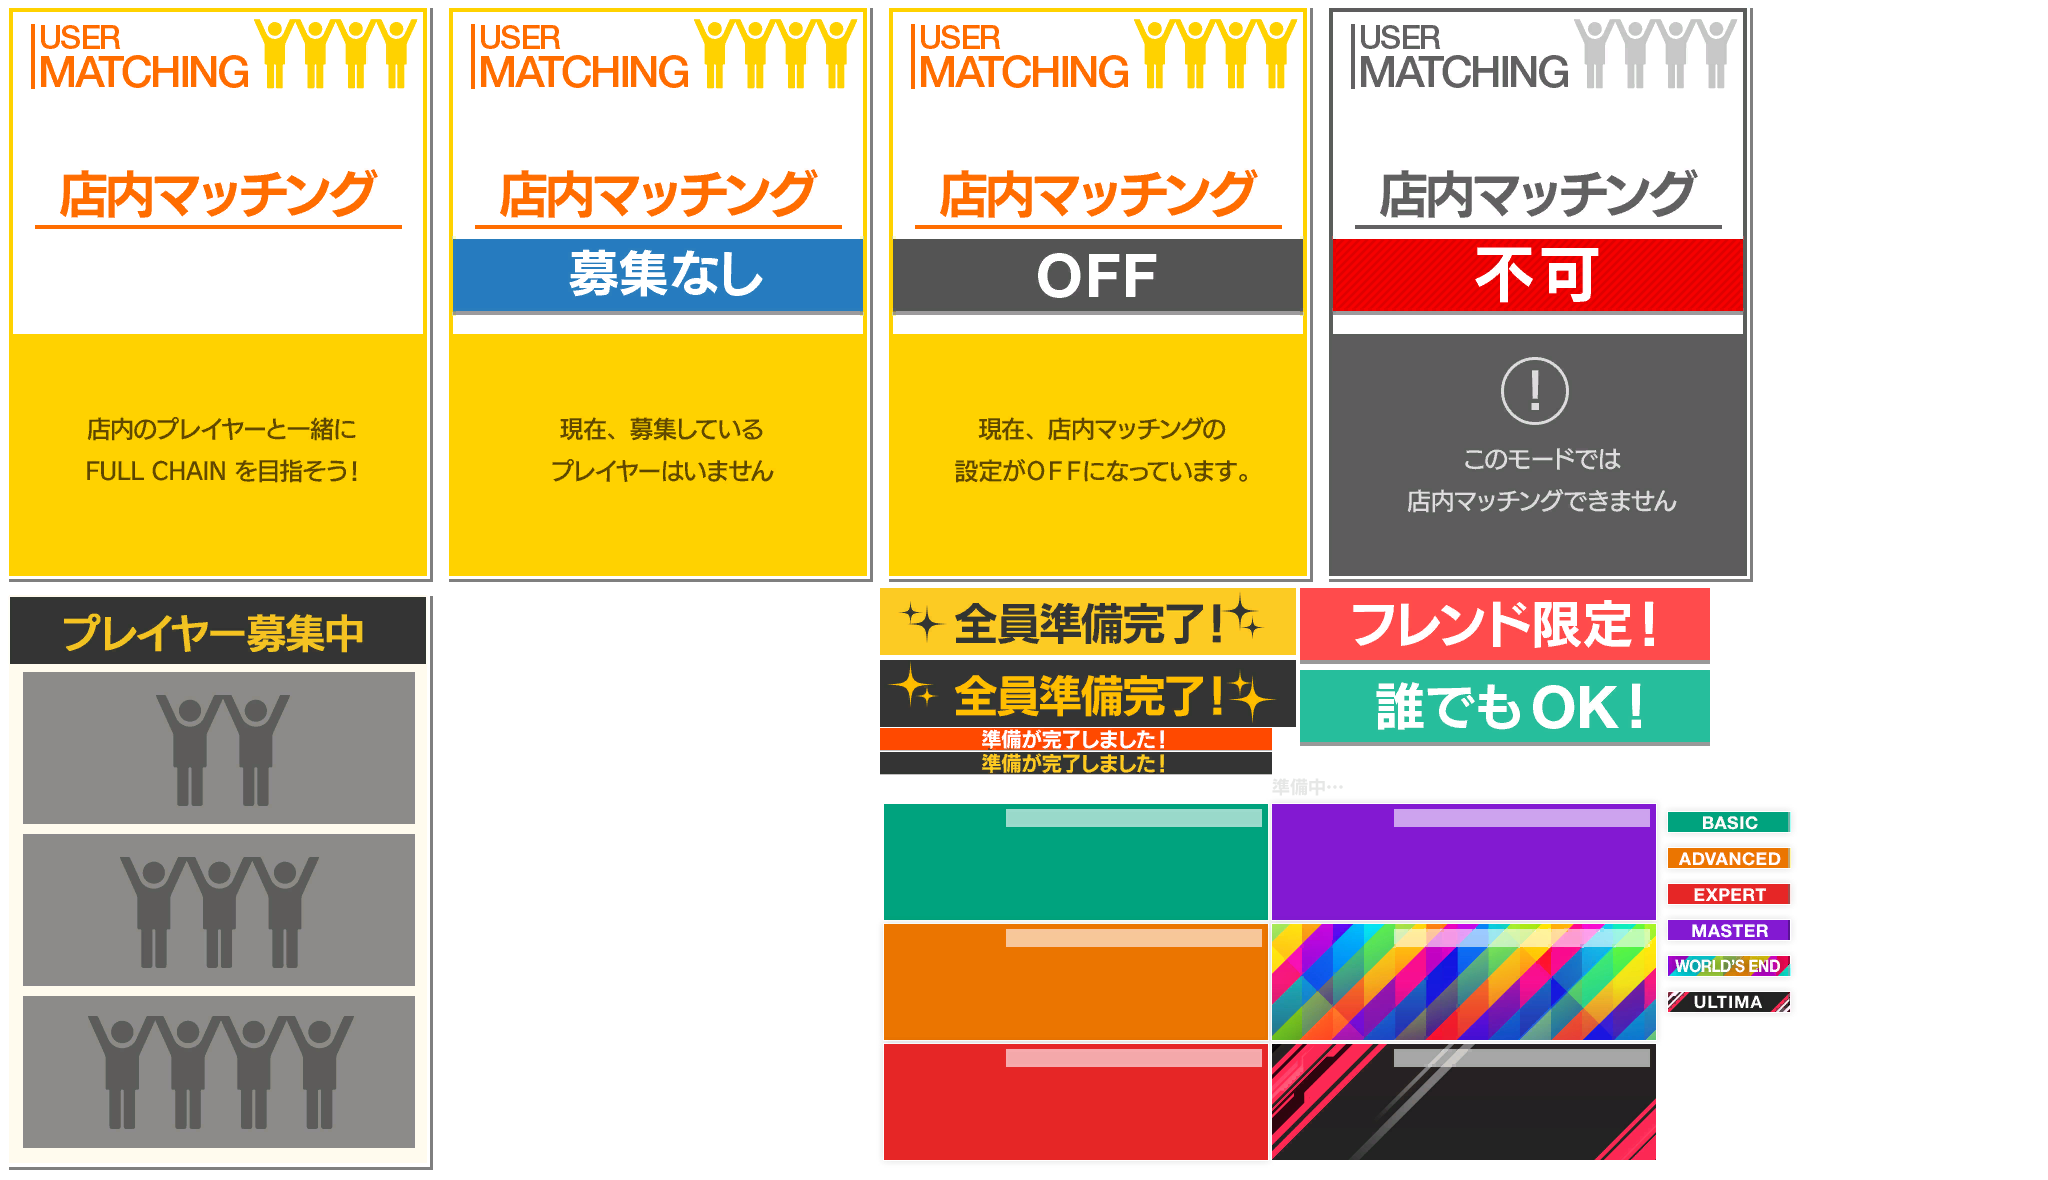 USER
MATCHING
店内マッチング
店内のプレイヤーと一緒に
FULL CHAIN を目指そう!
USER
MATCHING
店内マッチング
募集なし
現在、募集している
プレイヤーはいません
USER
MATCHING
店内マッチング
OFF
現在、店内マッチングの
設定がOFFになっています。
USER
MATCHING
店内マッチング
不可
!
このモードでは
店内マッチングできません
プレイヤー募集中
全員準備完了!
全員準備完了!
準備が完了しました!
準備が完了しました!
フレンド限定!
誰でもOK!
準備中…
BASIC
ADVANCED
EXPERT
MASTER
WORLD'S END
ULTIMA